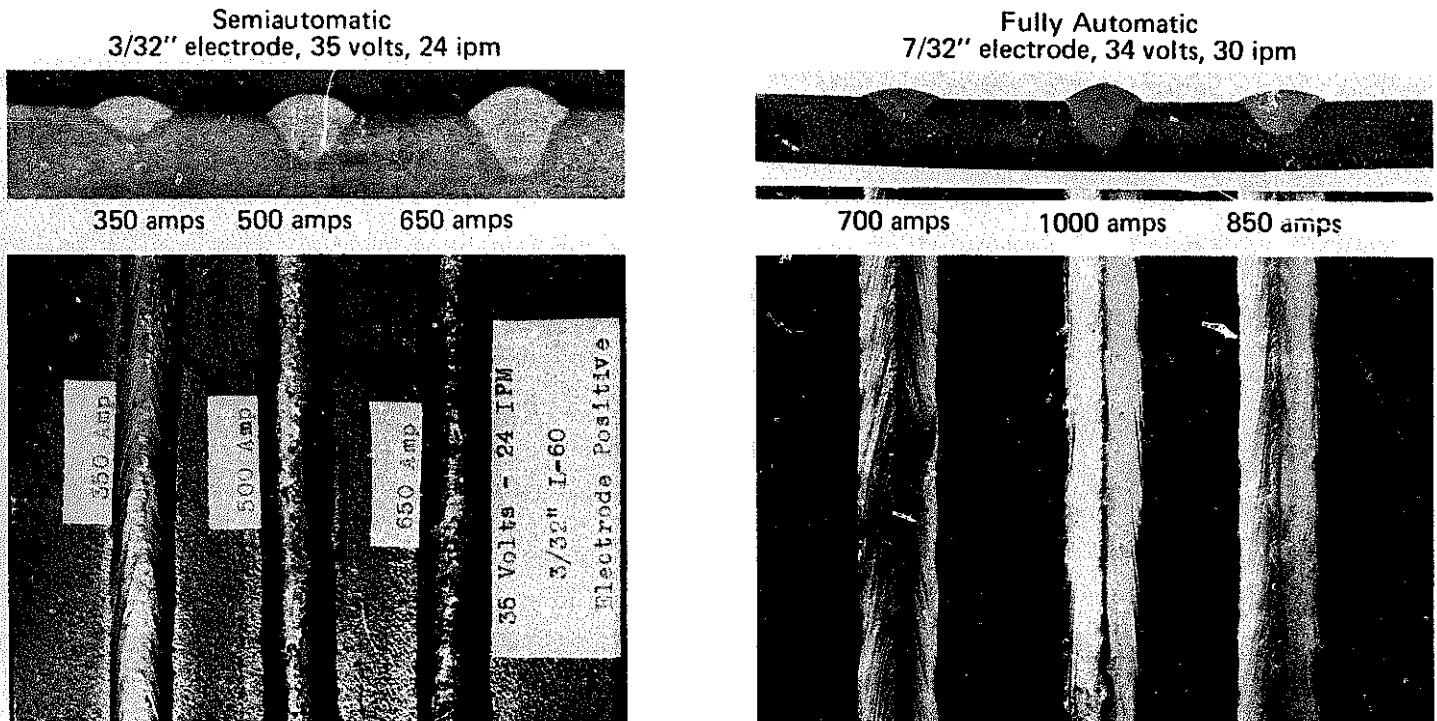 Semiautomatic
3/32" electrode, 35 volts, 24 ipm
350 amps
500 amps
650 amps
350 Amp
500 Amp
650 Amp
35 Volts - 24 IPM
3/32" L-60
Electrode Positive
Fully Automatic
7/32" electrode, 34 volts, 30 ipm
700 amps
1000 amps
850 amps